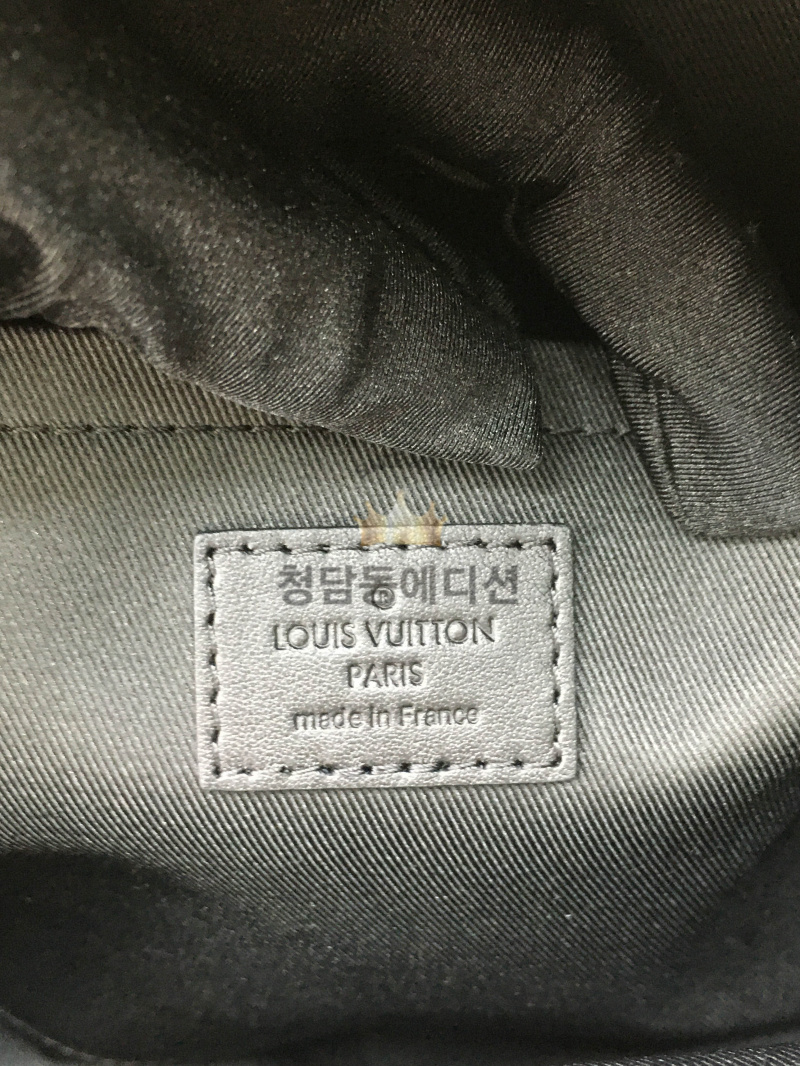 청담동에디션
®
LOUIS VUITTON
PARIS
made in France